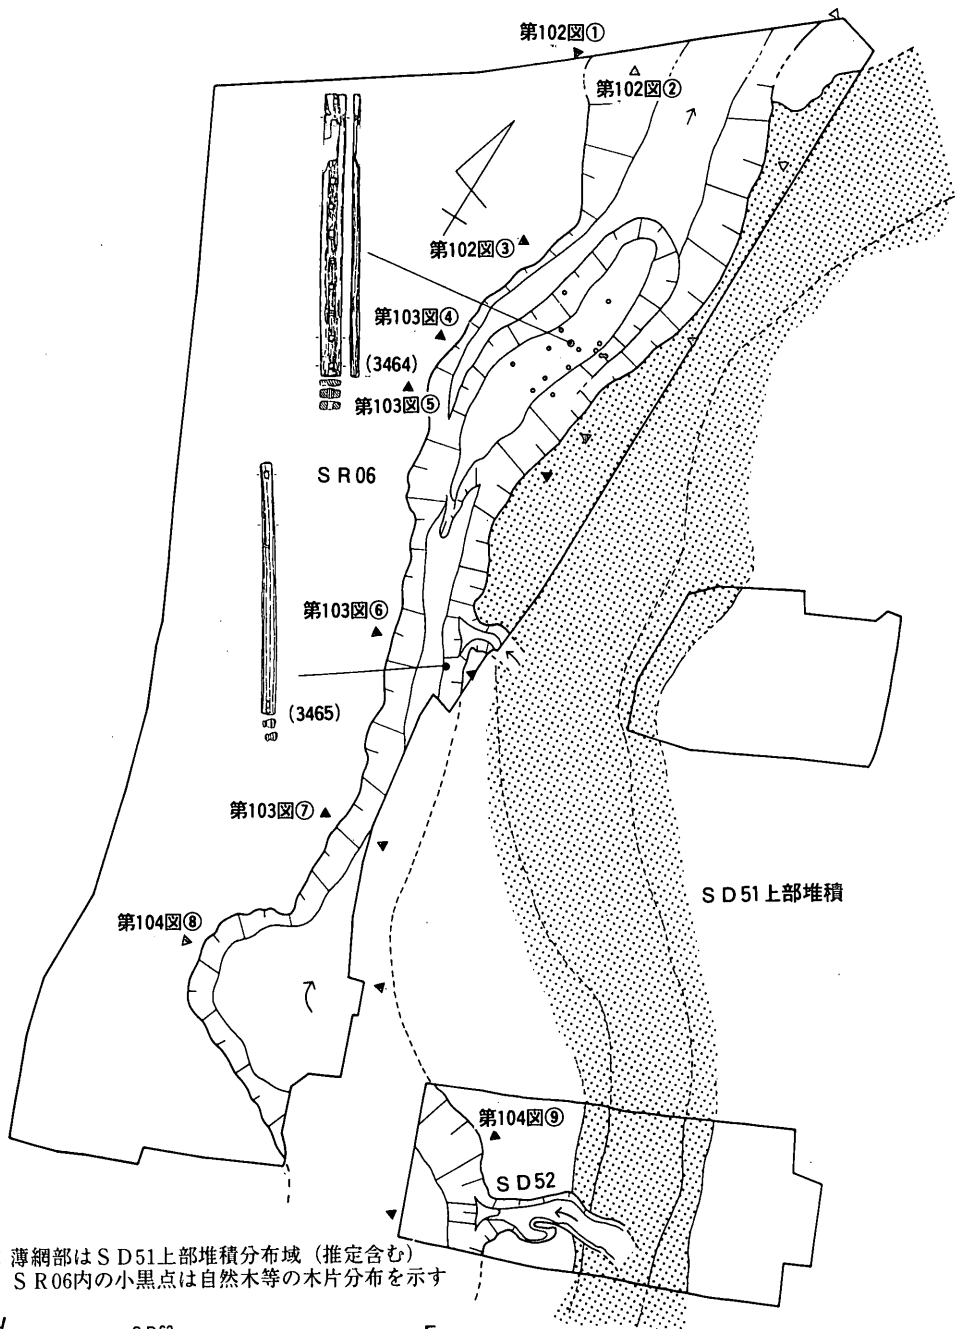 第102図①
第102図②
第102図③
第103図④
(3464)
第103図⑤
SR06
第103図⑥
(3465)
第103図⑦
SD51上部堆積
第104図⑧
第104図⑨
SD52
薄網部はSD51上部堆積分布域（推定含む）
SR06内の小黒点は自然木等の木片分布を示す